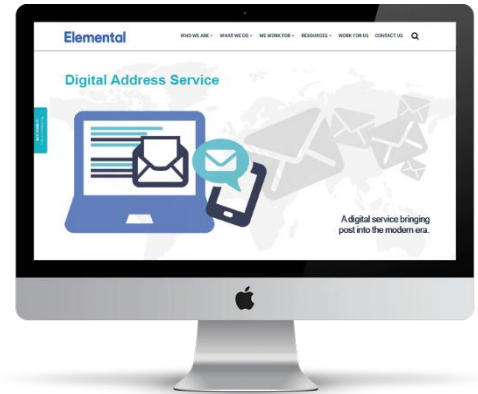 Elemental
WHO WE ARE WHAT WE DO WE WORK FOR RESOURCES WORK FOR US CONTACT US
Digital Address Service
A digital service bringing
post into the modern era.